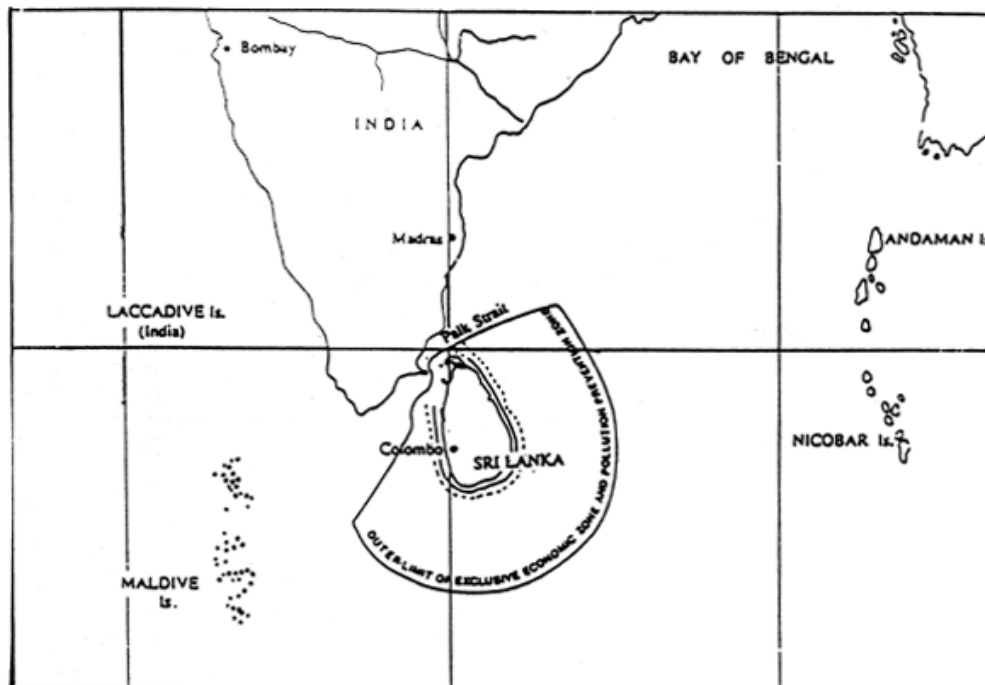 Bombay
BAY OF BENGAL
INDIA
Madras
ANDAMAN Is
LACCADIVE Is.
(India)
Palk Strait
NICOBAR Is.
Colombo
SRI LANKA
OUTER LIMIT OF EXCLUSIVE ECONOMIC ZONE AND POLLUTION PREVENTION ZONE
MALDIVE
Is.